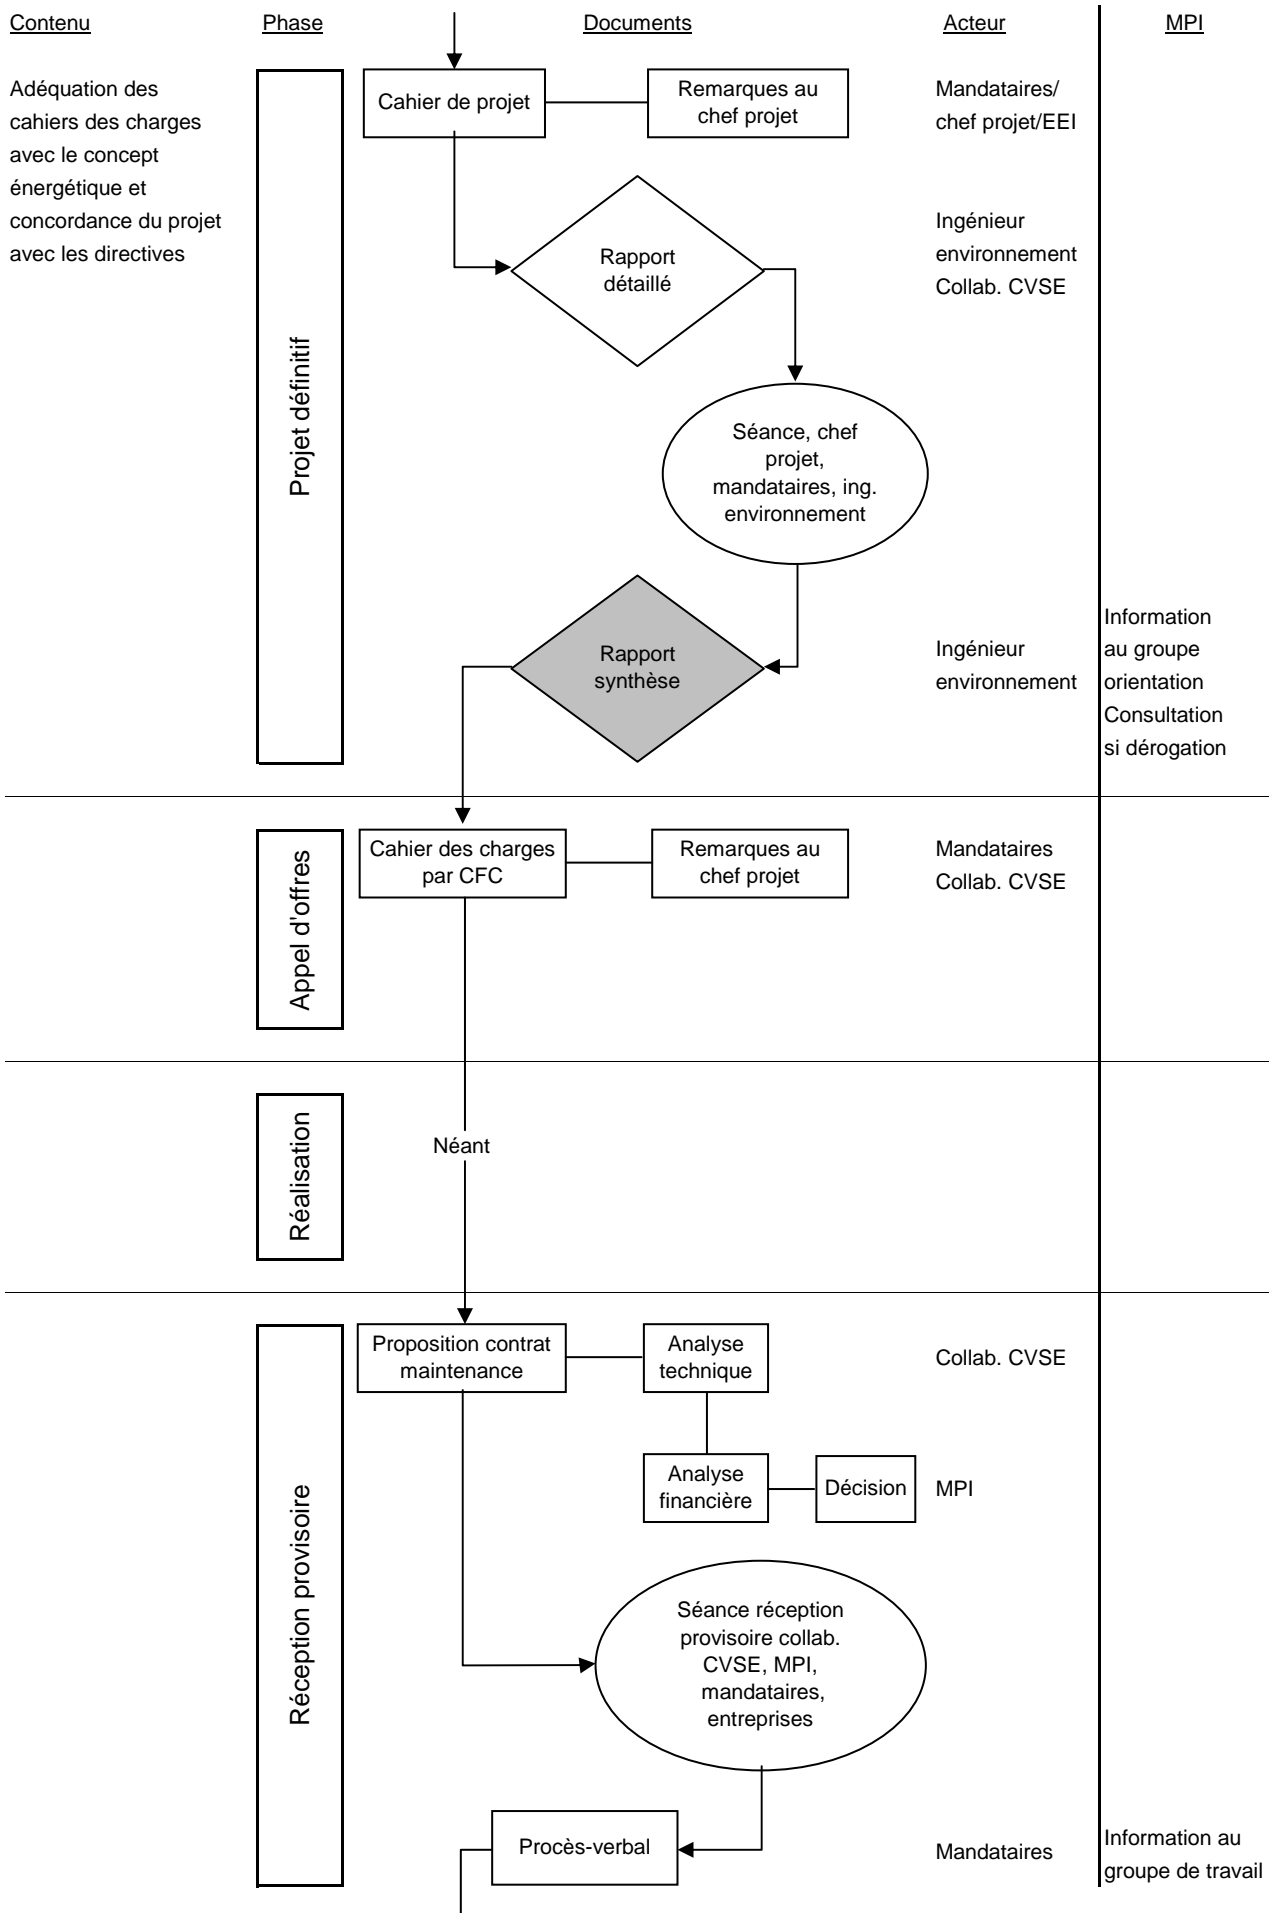 Contenu
Phase
Documents
Acteur
MPI
Adéquation des
cahiers des charges
avec le concept
énergétique et
concordance du projet
avec les directives
Projet définitif
Cahier de projet
Remarques au
chef projet
Mandataires/
chef projet/EEI
Rapport
détaillé
Ingénieur
environnement
Collab. CVSE
Séance, chef
projet,
mandataires, ing.
environnement
Rapport
synthèse
Ingénieur
environnement
Information
au groupe
orientation
Consultation
si dérogation
Appel d'offres
Cahier des charges
par CFC
Remarques au
chef projet
Mandataires
Collab. CVSE
Réalisation
Néant
Réception provisoire
Proposition contrat
maintenance
Analyse
technique
Collab. CVSE
Analyse
financière
Décision
MPI
Séance réception
provisoire collab.
CVSE, MPI,
mandataires,
entreprises
Procès-verbal
Mandataires
Information au
groupe de travail